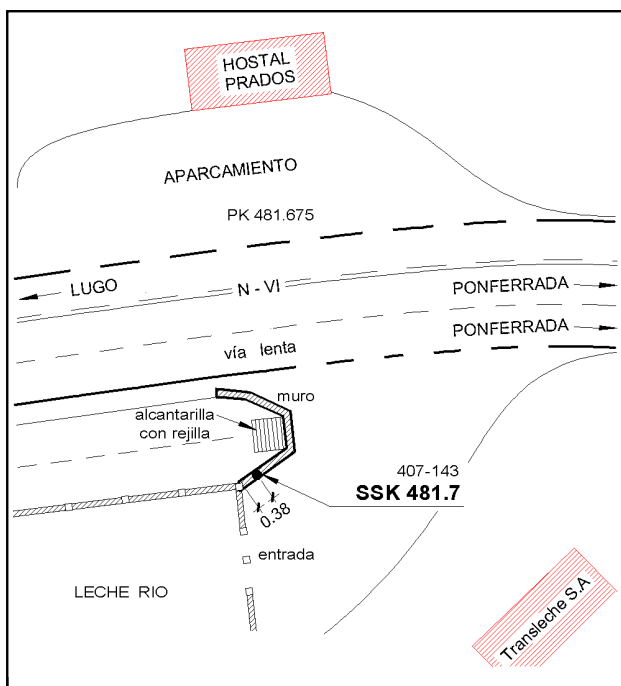 HOSTAL
PRADOS
APARCAMIENTO
PK 481.675
LUGO
N - VI
PONFERRADA
PONFERRADA
vía lenta
muro
alcantarilla
con rejilla
407-143
SSK 481.7
0.38
entrada
LECHE RIO
Transleche S.A